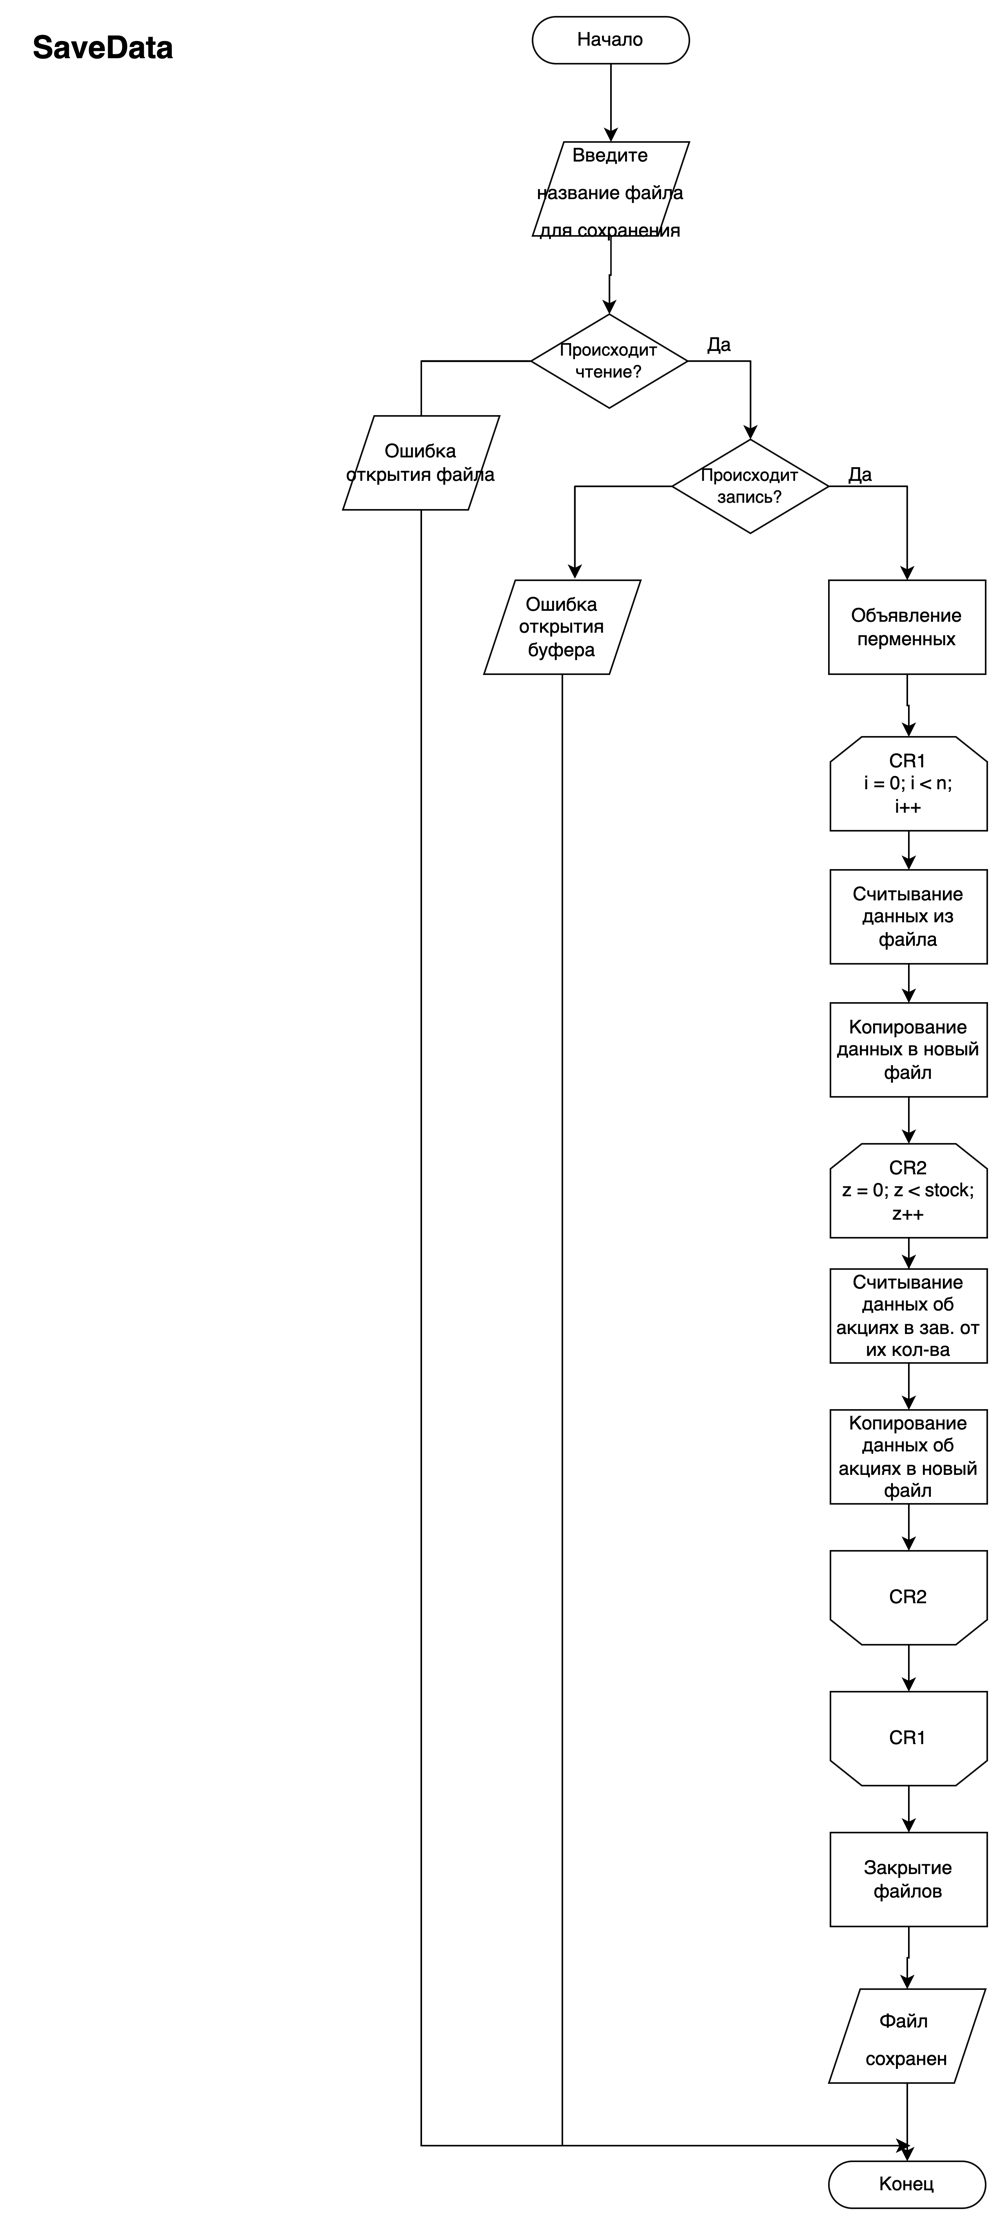 SaveData
Начало
Введите
название файла
для сохранения
Происходит
чтение?
Да
Ошибка
открытия файла
Происходит
запись?
Да
Ошибка
открытия
буфера
Объявление
перменных
CR1
i = 0; i < n;
i++
Считывание
данных из
файла
Копирование
данных в новый
файл
CR2
z = 0; z < stock;
z++
Считывание
данных об
акциях в зав. от
их кол-ва
Копирование
данных об
акциях в новый
файл
CR2
CR1
Закрытие
файлов
Файл
сохранен
Конец